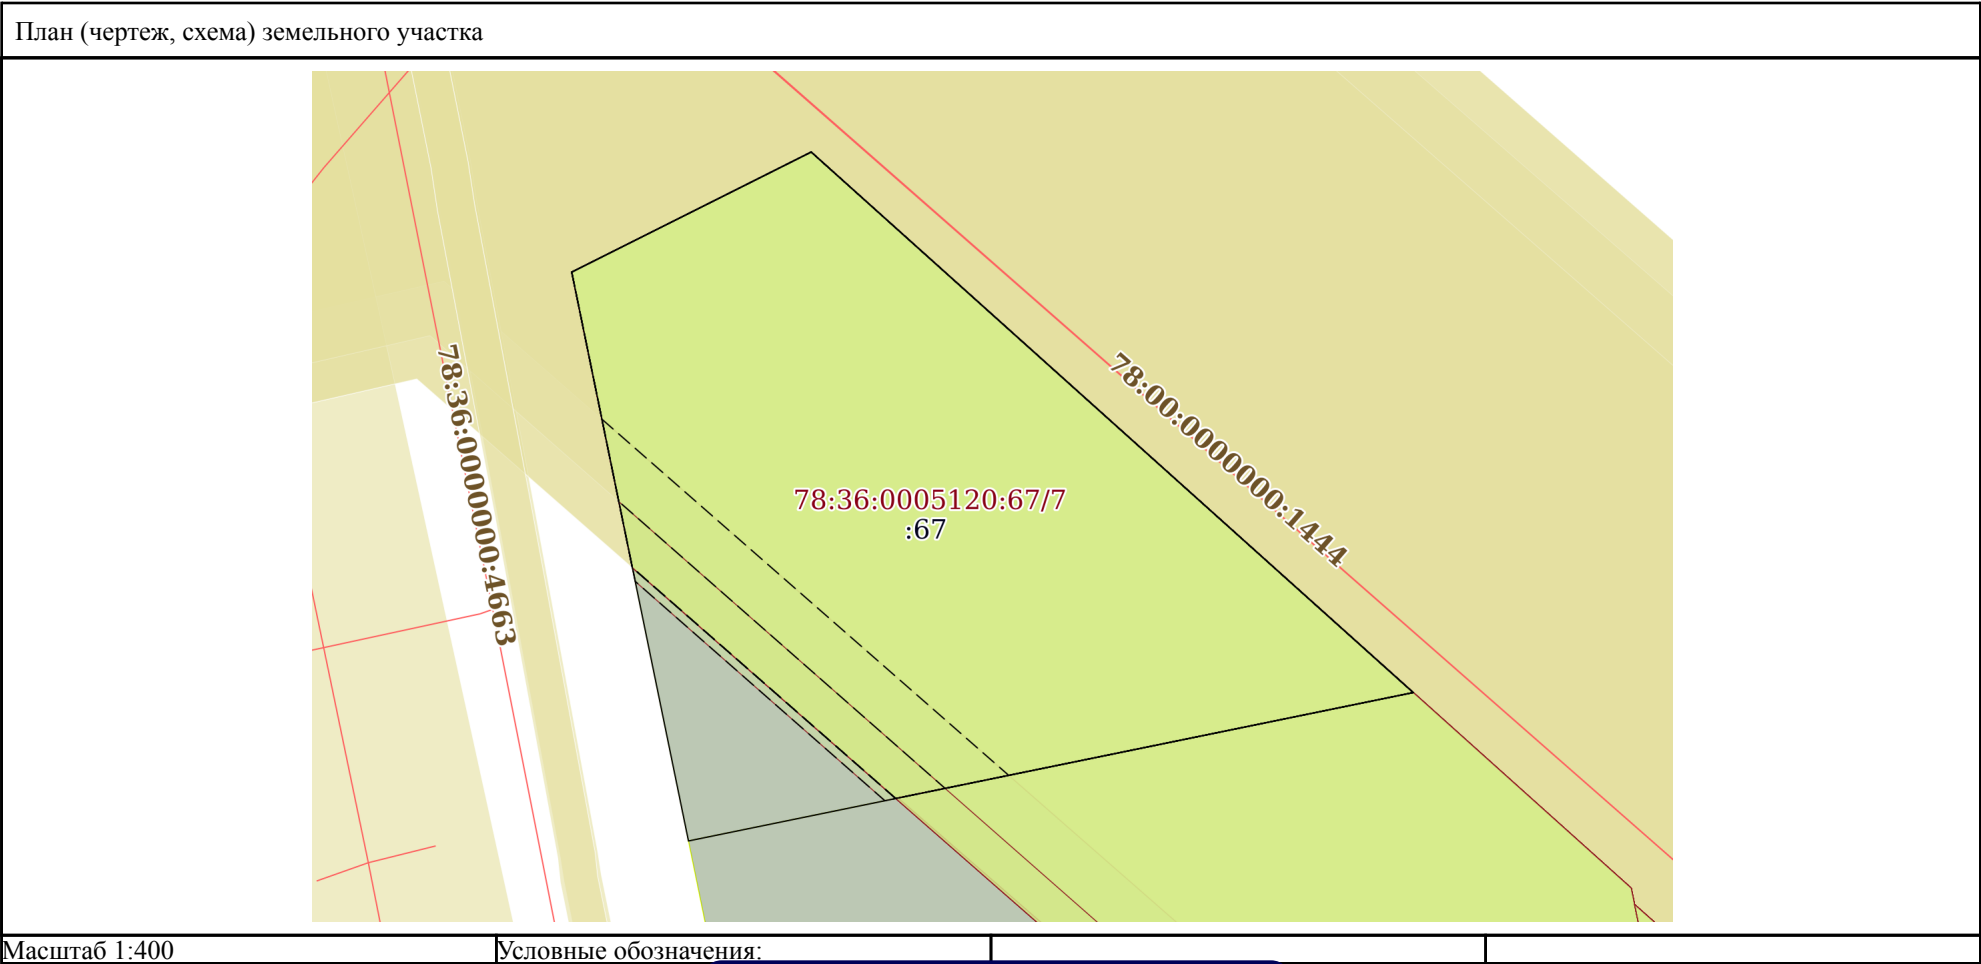 План (чертеж, схема) земельного участка
78:36:0000000:4663
78:00:0000000:1444
78:36:0005120:67/7
:67
Масштаб 1:400
Условные обозначения: